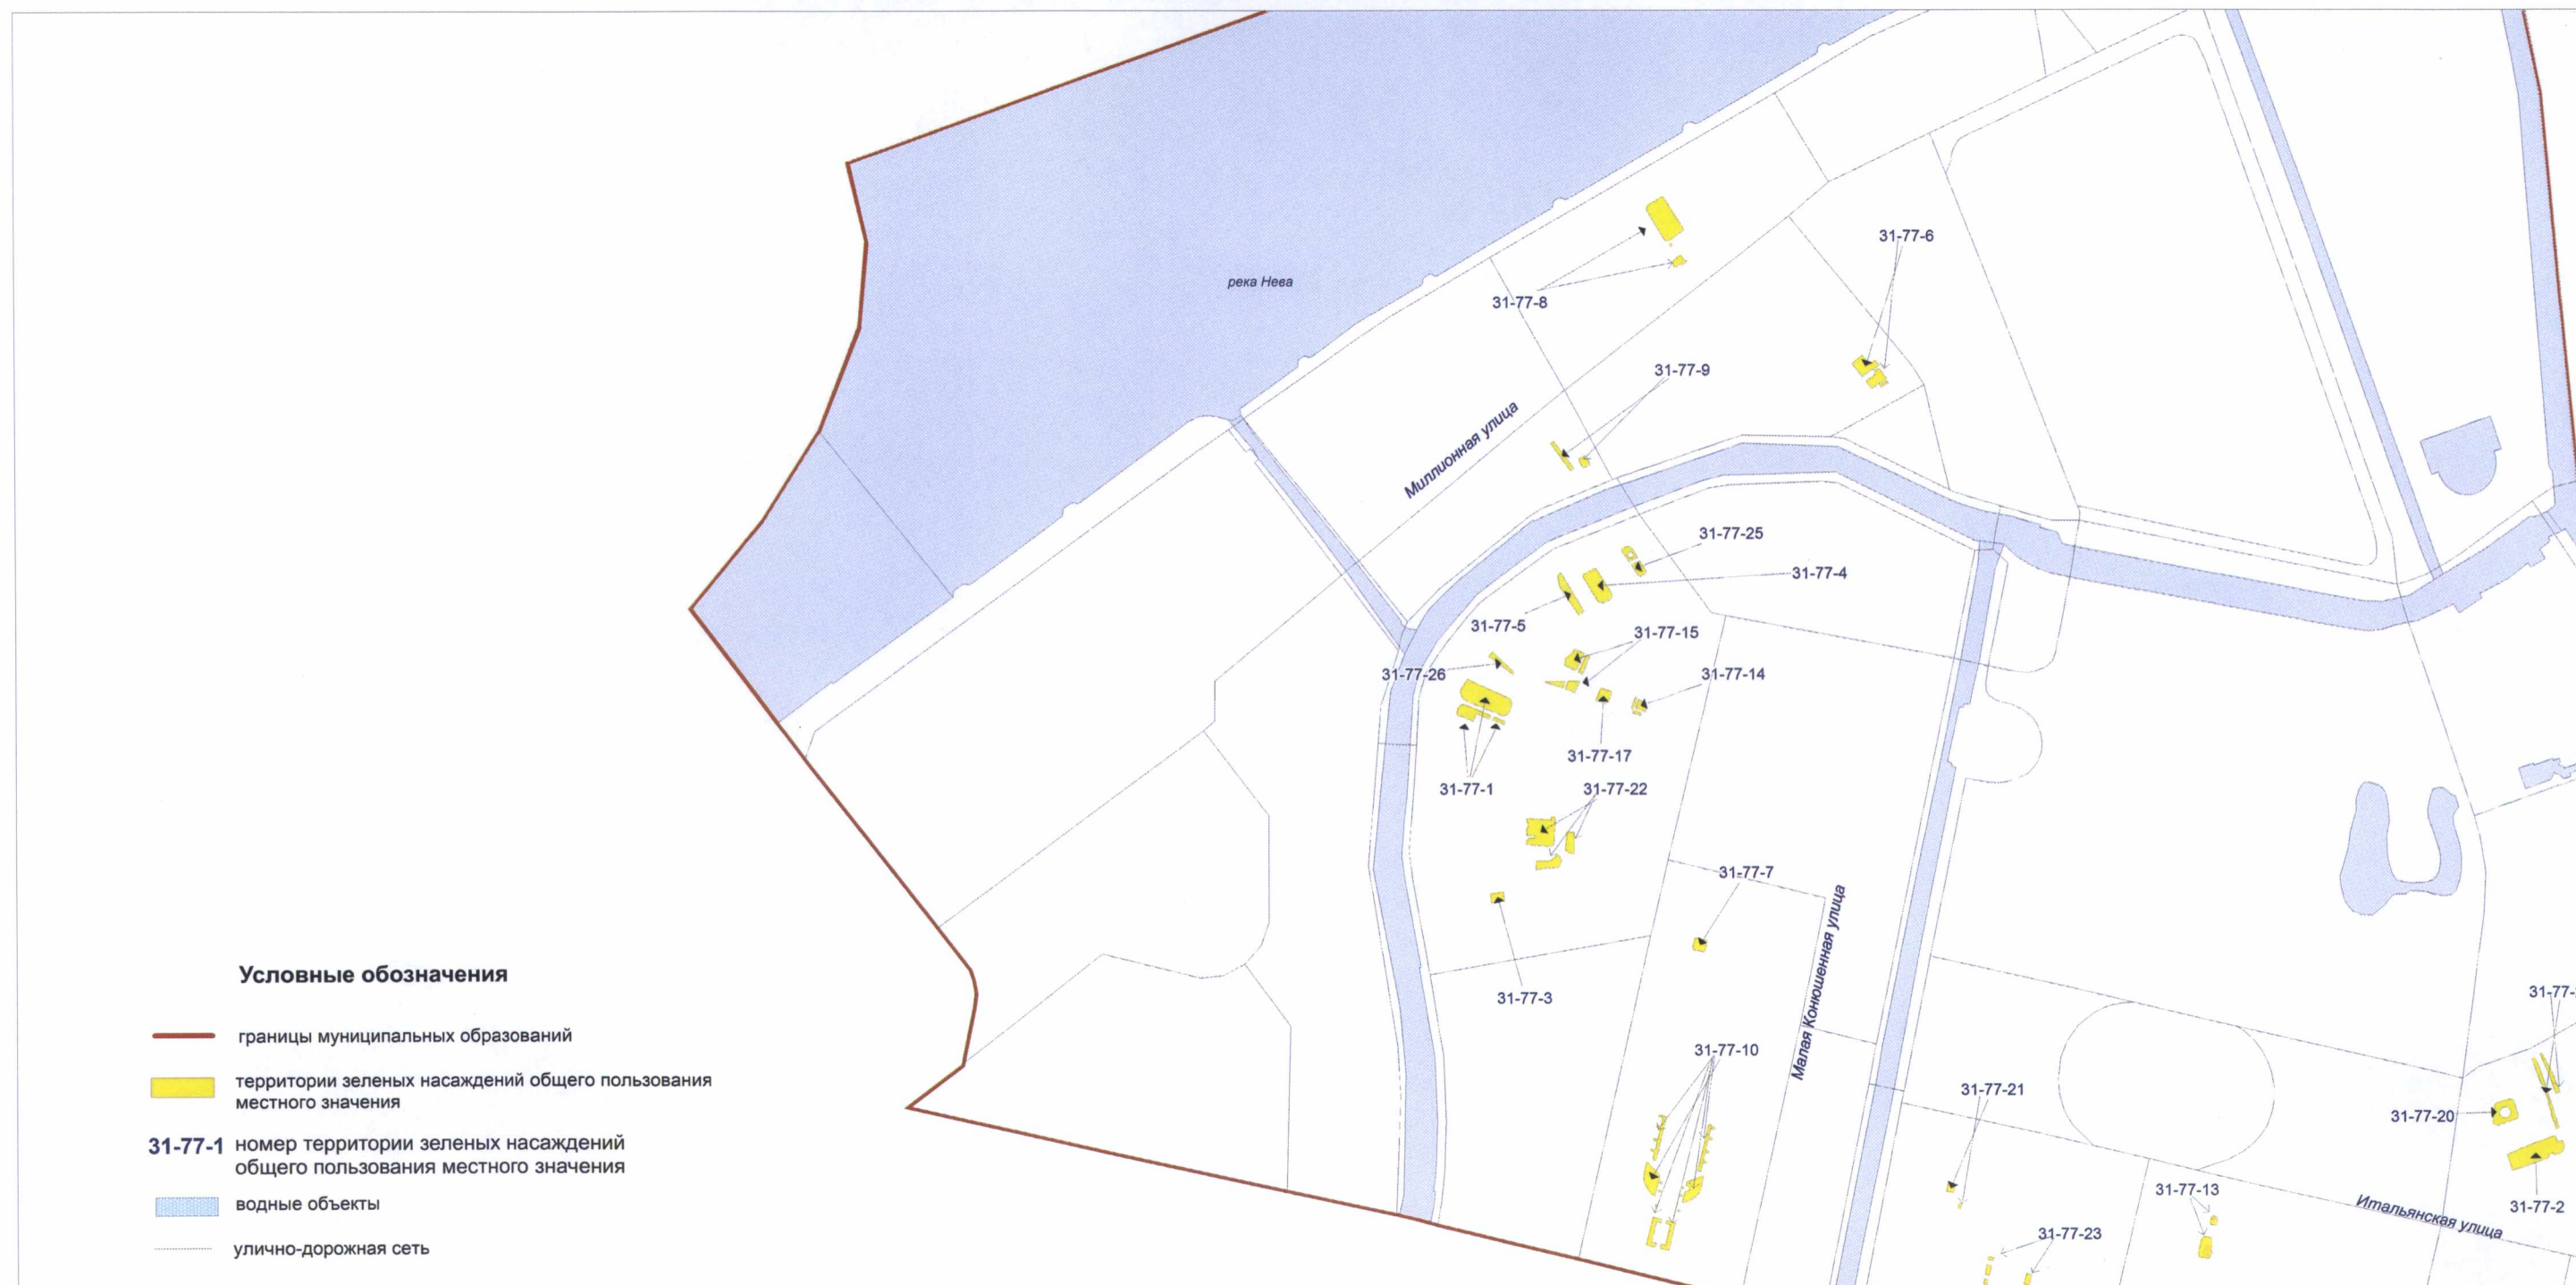 река Нева
31-77-6
31-77-8
31-77-9
Миллионная улица
31-77-25
31-77-4
31-77-5
31-77-15
31-77-26
31-77-14
31-77-17
31-77-1
31-77-22
31-77-7
Малая Конюшенная улица
31-77-3
31-77-10
31-77-21
31-77-20
31-77-13
31-77-2
Итальянская улица
31-77-23
Условные обозначения
границы муниципальных образований
территории зеленых насаждений общего пользования
местного значения
31-77-1 номер территории зеленых насаждений
общего пользования местного значения
водные объекты
улично-дорожная сеть